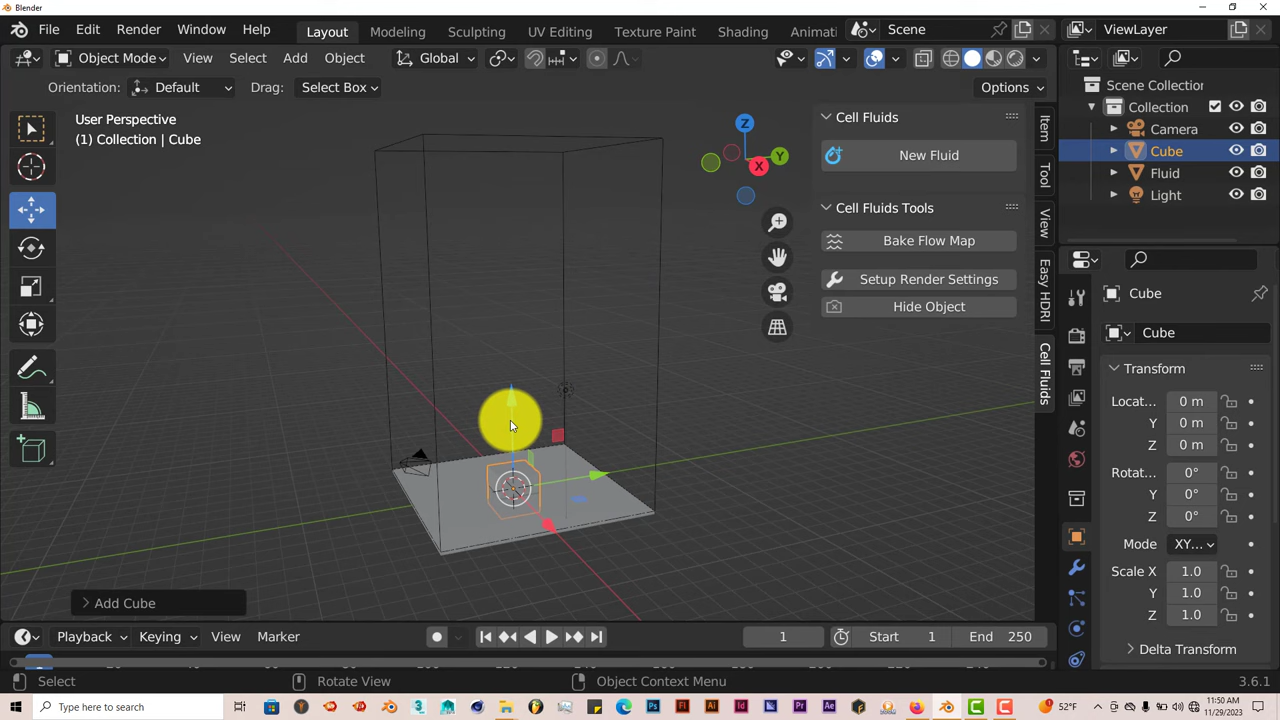 Blender
File Edit Render Window Help Layout Modeling Sculpting UV Editing Texture Paint Shading Scene ViewLayer
Object Mode View Select Add Object Global
Orientation: Default Drag: Select Box Options
User Perspective
(1) Collection | Cube
Z
Y
X
Cell Fluids
New Fluid
Cell Fluids Tools
Bake Flow Map
Setup Render Settings
Hide Object
Item
Tool
View
Easy HDRI
Cell Fluids
Scene Collection
Collection
Camera
Cube
Fluid
Light
Cube
Cube
Transform
Locat... 0 m
Y 0 m
Z 0 m
Rotat... 0°
Y 0°
Z 0°
Mode XY...
Scale X 1.0
Y 1.0
Z 1.0
Delta Transform
Add Cube
Playback Keying View Marker 1 Start 1 End 250
Select Rotate View Object Context Menu 3.6.1
Type here to search 52°F 11:50 AM
11/29/2023